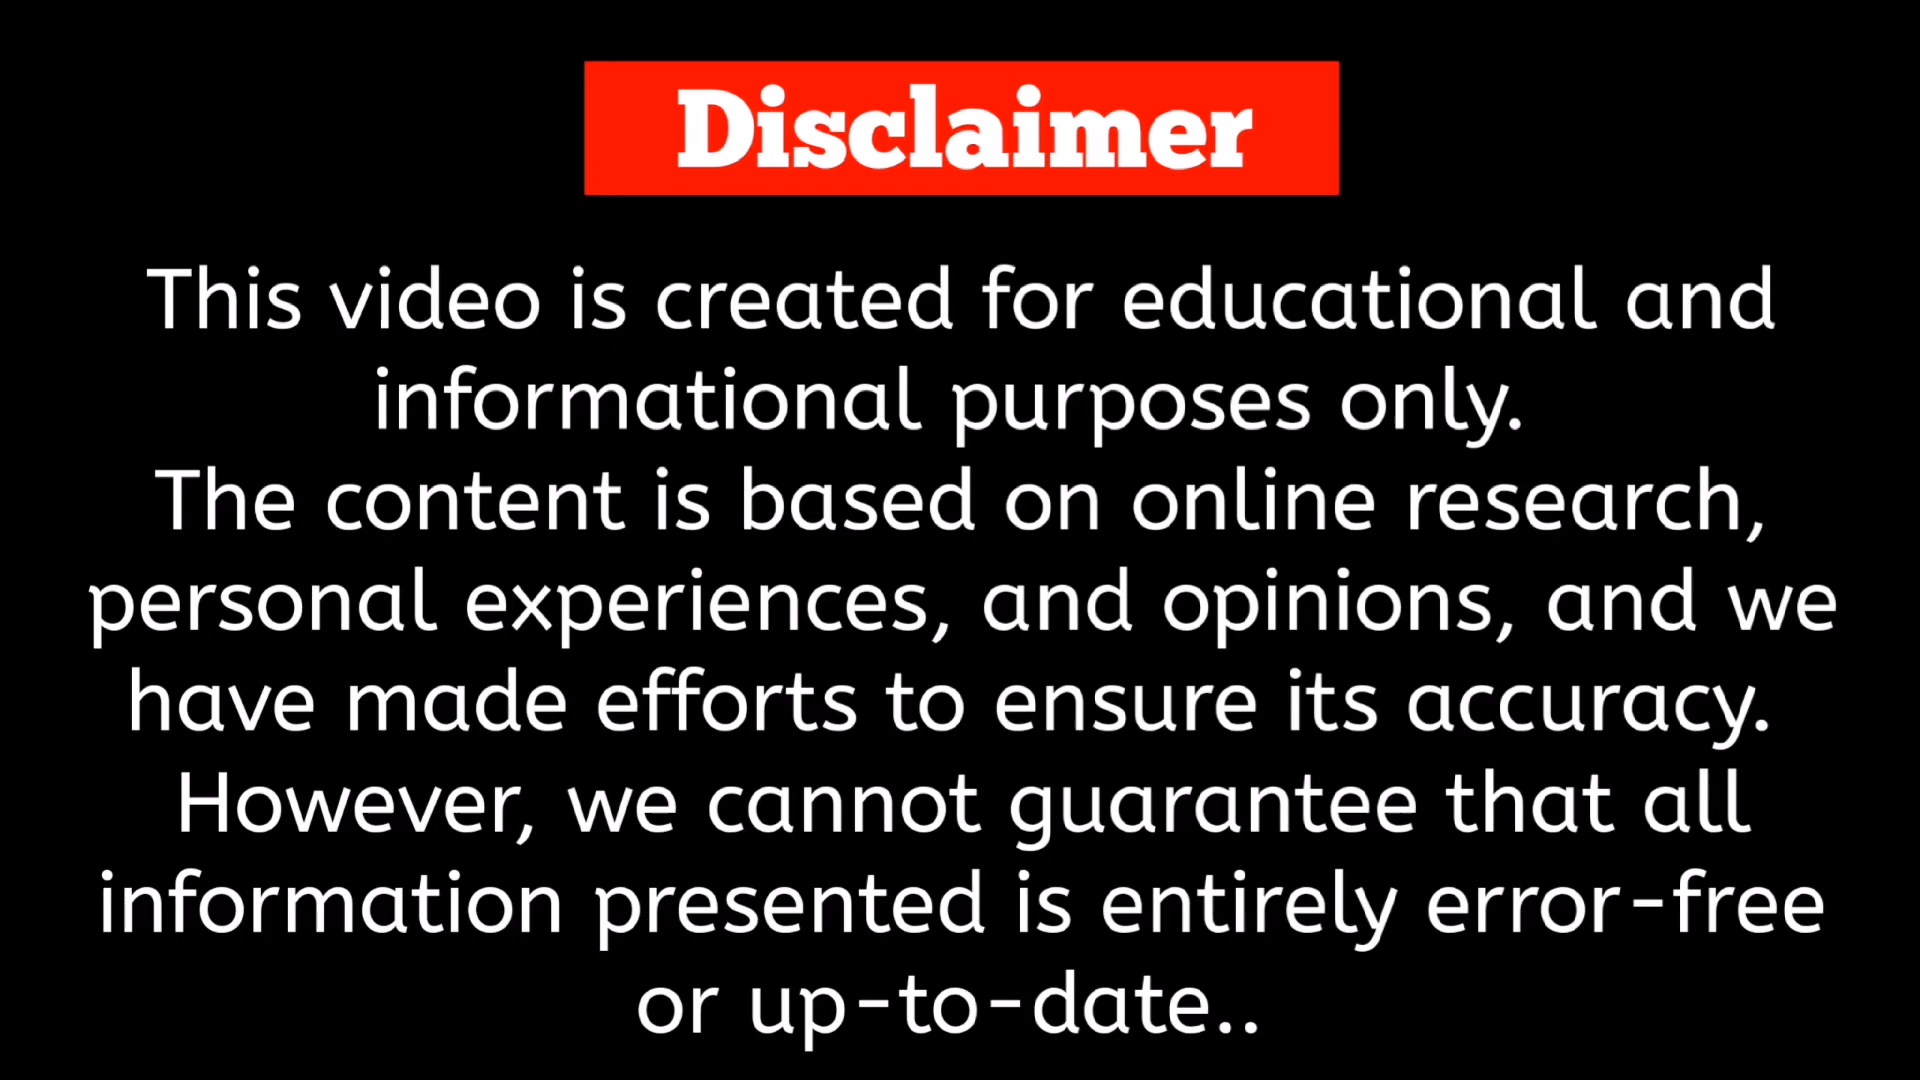 Disclaimer
This video is created for educational and
informational purposes only.
The content is based on online research,
personal experiences, and opinions, and we
have made efforts to ensure its accuracy.
However, we cannot guarantee that all
information presented is entirely error-free
or up-to-date..